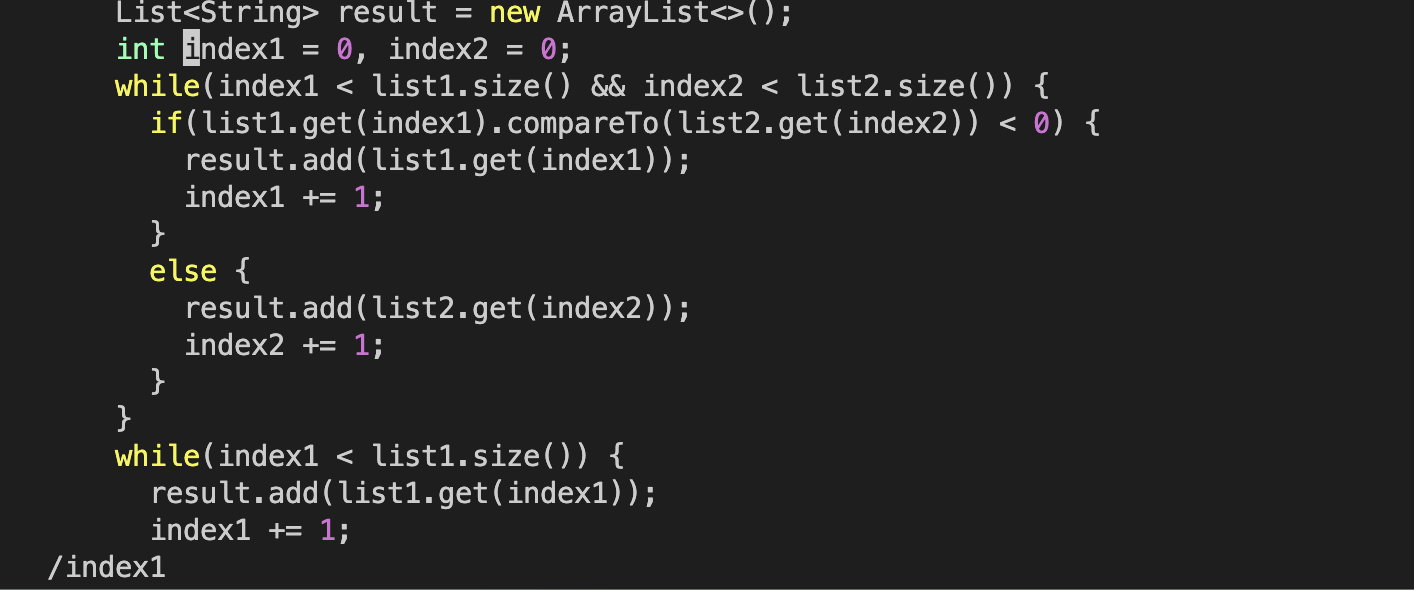 List<String> result = new ArrayList<>();
int index1 = 0, index2 = 0;
while(index1 < list1.size() && index2 < list2.size()) {
if(list1.get(index1).compareTo(list2.get(index2)) < 0) {
result.add(list1.get(index1));
index1 += 1;
}
else {
result.add(list2.get(index2));
index2 += 1;
}
}
while(index1 < list1.size()) {
result.add(list1.get(index1));
index1 += 1;
/index1